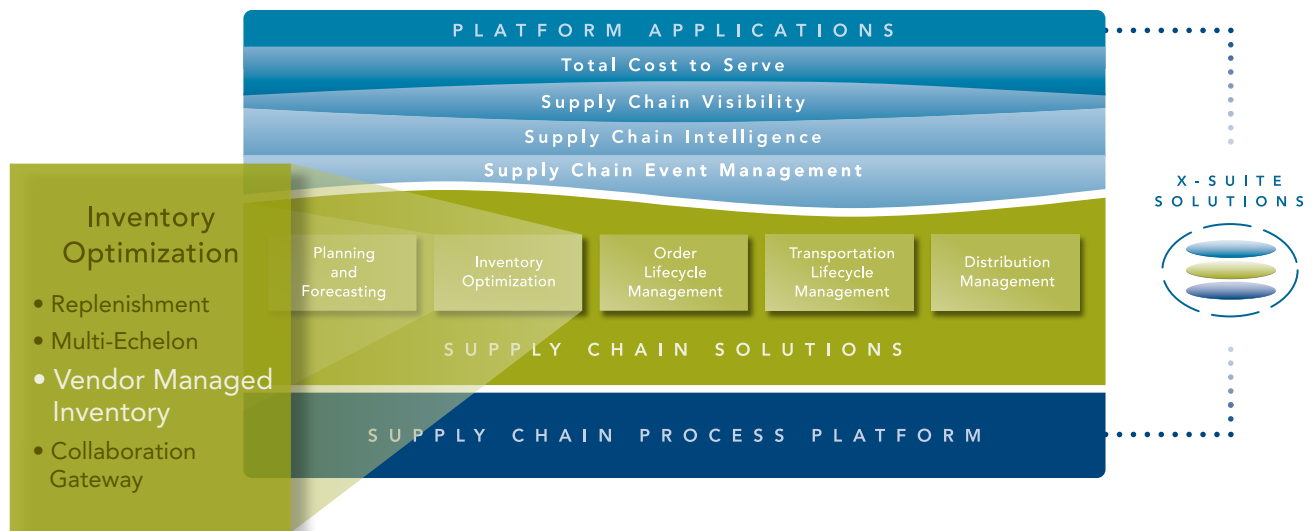 PLATFORM APPLICATIONS
Total Cost to Serve
Supply Chain Visibility
Supply Chain Intelligence
Supply Chain Event Management
X-SUITE
SOLUTIONS
Inventory
Optimization
• Replenishment
• Multi-Echelon
• Vendor Managed
Inventory
• Collaboration
Gateway
Planning
and
Forecasting
Inventory
Optimization
Order
Lifecycle
Management
Transportation
Lifecycle
Management
Distribution
Management
SUPPLY CHAIN SOLUTIONS
SUPPLY CHAIN PROCESS PLATFORM